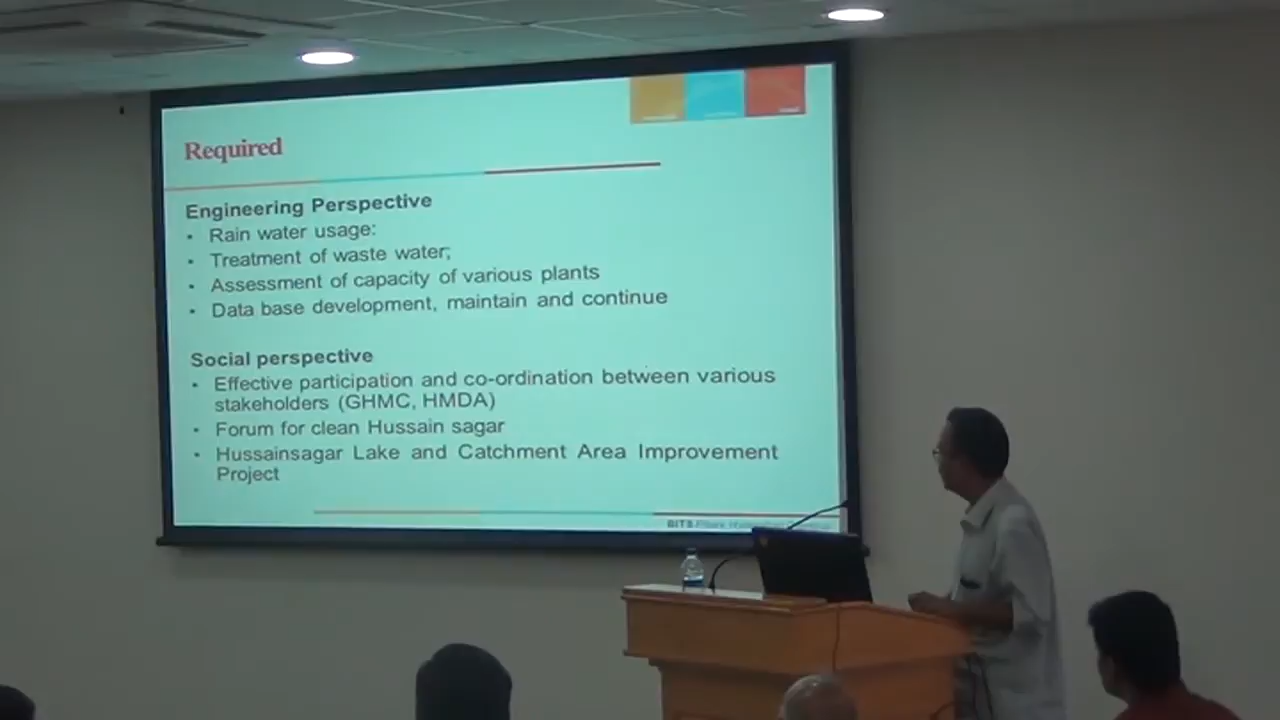 Required
Engineering Perspective
• Rain water usage:
• Treatment of waste water;
• Assessment of capacity of various plants
• Data base development, maintain and continue
Social perspective
• Effective participation and co-ordination between various
stakeholders (GHMC, HMDA)
• Forum for clean Hussain sagar
• Hussainsagar Lake and Catchment Area Improvement
Project
BITS Pilani